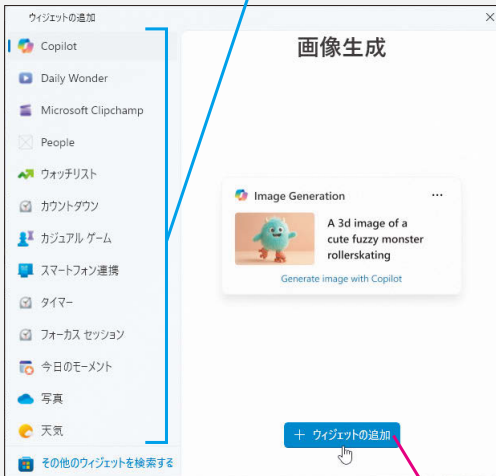 ウィジェットの追加
Copilot
Daily Wonder
Microsoft Clipchamp
People
ウォッチリスト
カウントダウン
カジュアル ゲーム
スマートフォン連携
タイマー
フォーカス セッション
今日のモーメント
写真
天気
その他のウィジェットを検索する
画像生成
Image Generation
A 3d image of a
cute fuzzy monster
rollerskating
Generate image with Copilot
+ ウィジェットの追加